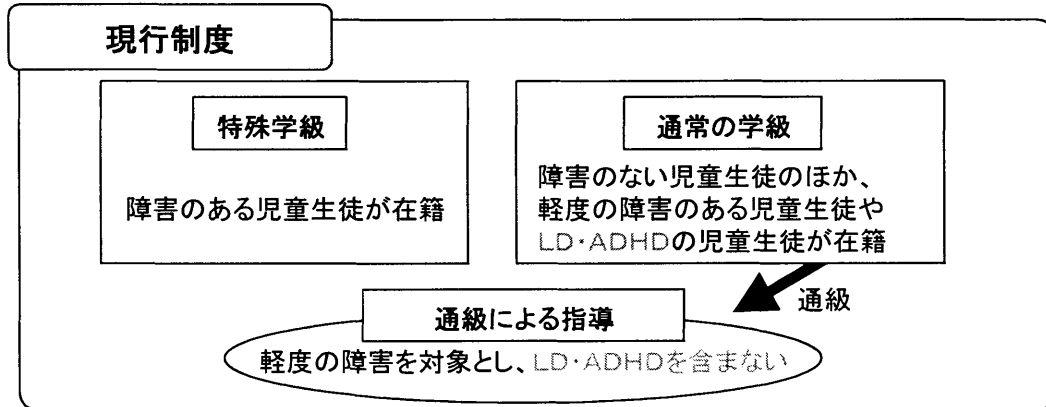 現行制度
特殊学級
障害のある児童生徒が在籍
通常の学級
障害のない児童生徒のほか、
軽度の障害のある児童生徒や
LD・ADHDの児童生徒が在籍
通級
通級による指導
軽度の障害を対象とし、LD・ADHDを含まない